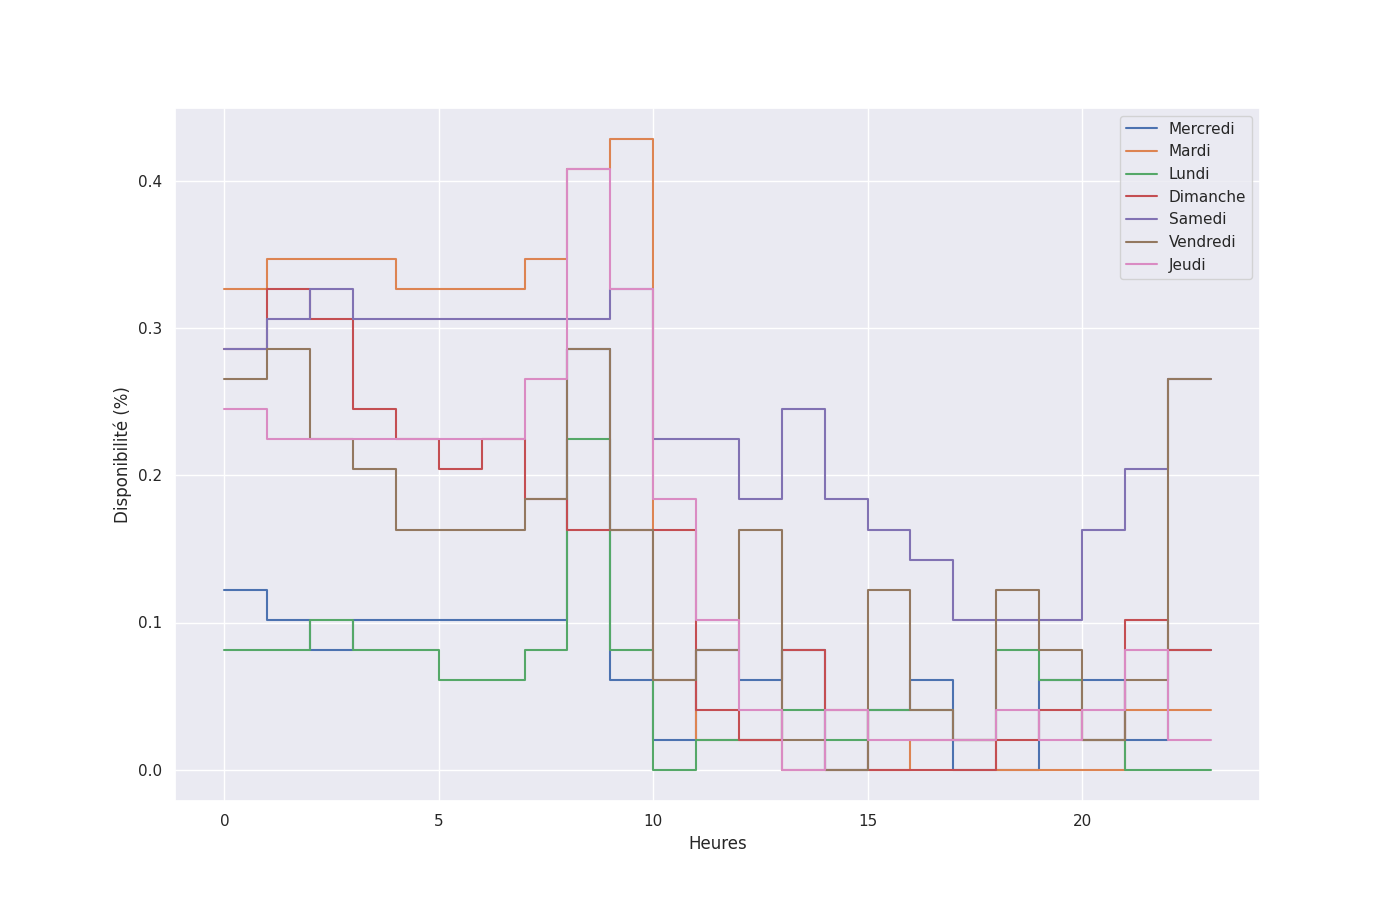 Mercredi
Mardi
Lundi
Dimanche
Samedi
Vendredi
Jeudi
0.4
0.3
0.2
0.1
0.0
Disponibilité (%)
0 5 10 15 20
Heures